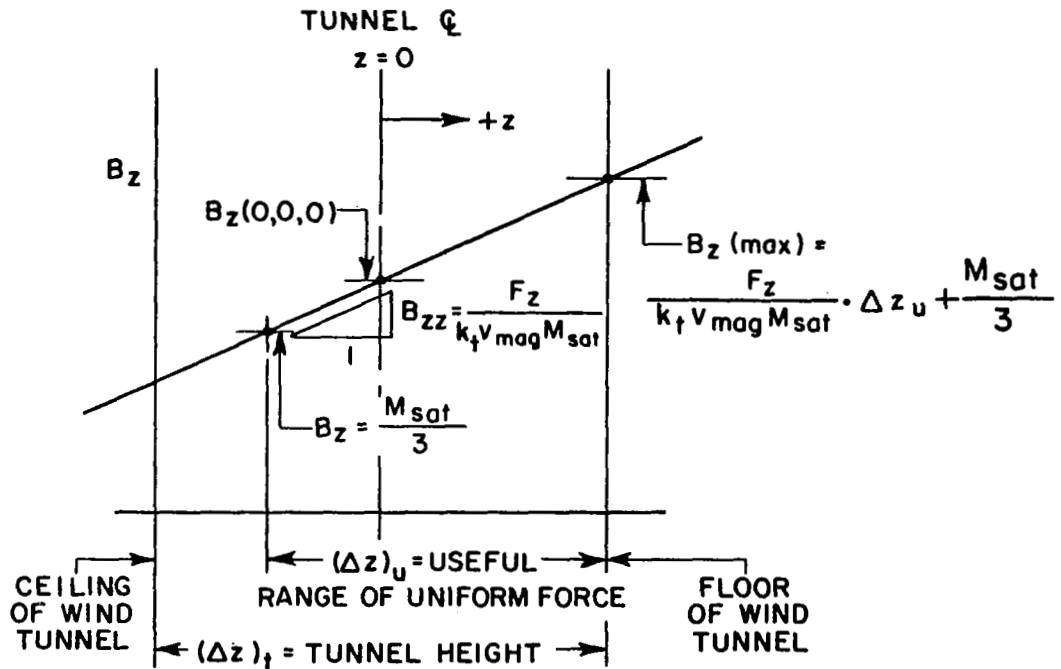 TUNNEL ℄
z = 0
+z
B_z
B_z(0,0,0)
B_z (max) =
F_z / (k_t v_mag M_sat) · Δz_u + M_sat / 3
B_zz = F_z / (k_t v_mag M_sat)
1
B_z = M_sat / 3
(Δz)_u = USEFUL
RANGE OF UNIFORM FORCE
CEILING
OF WIND
TUNNEL
FLOOR
OF WIND
TUNNEL
(Δz)_t = TUNNEL HEIGHT